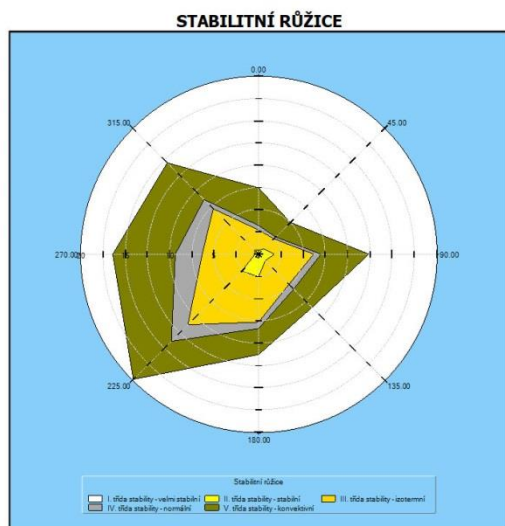 STABILITNÍ RŮŽICE
0.00
315.00
45.00
270.00
90.00
225.00
135.00
180.00
Stabilitní růžice
I. třída stability - velmi stabilní II. třída stability - stabilní III. třída stability - izotermní
IV. třída stability - normální V. třída stability - konvektivní